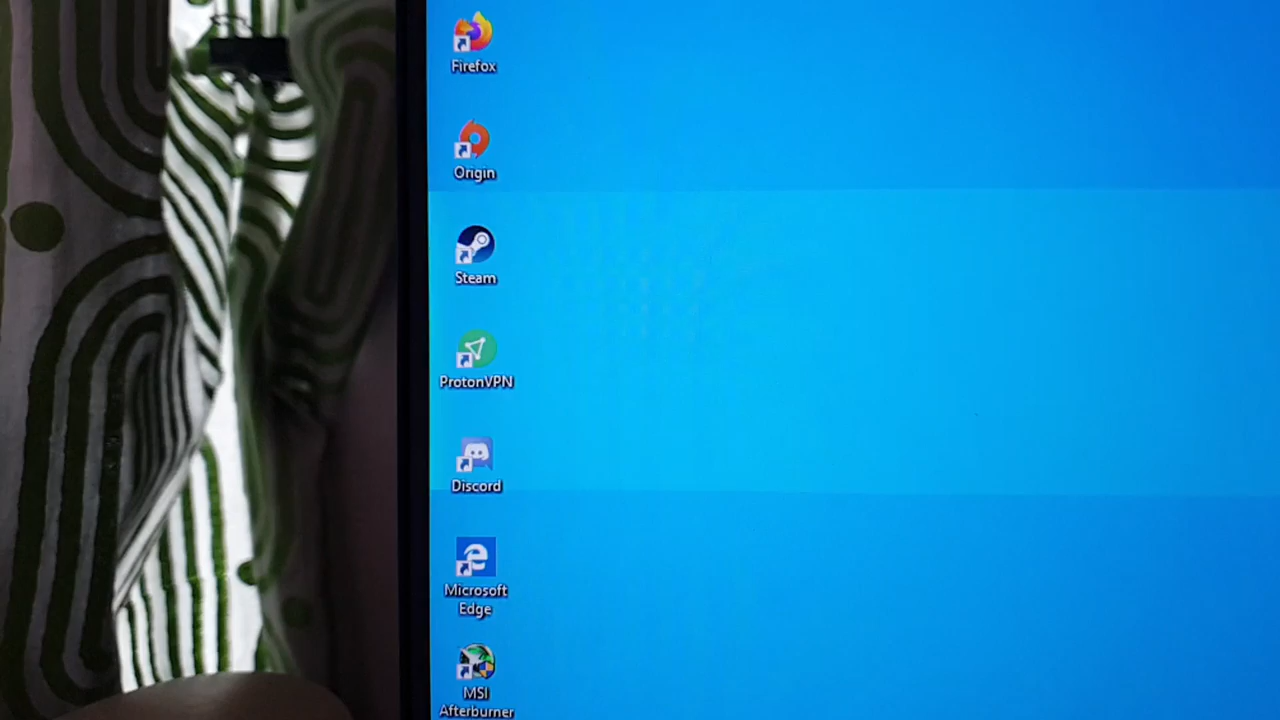 Firefox
Origin
Steam
ProtonVPN
Discord
Microsoft
Edge
MSI
Afterburner